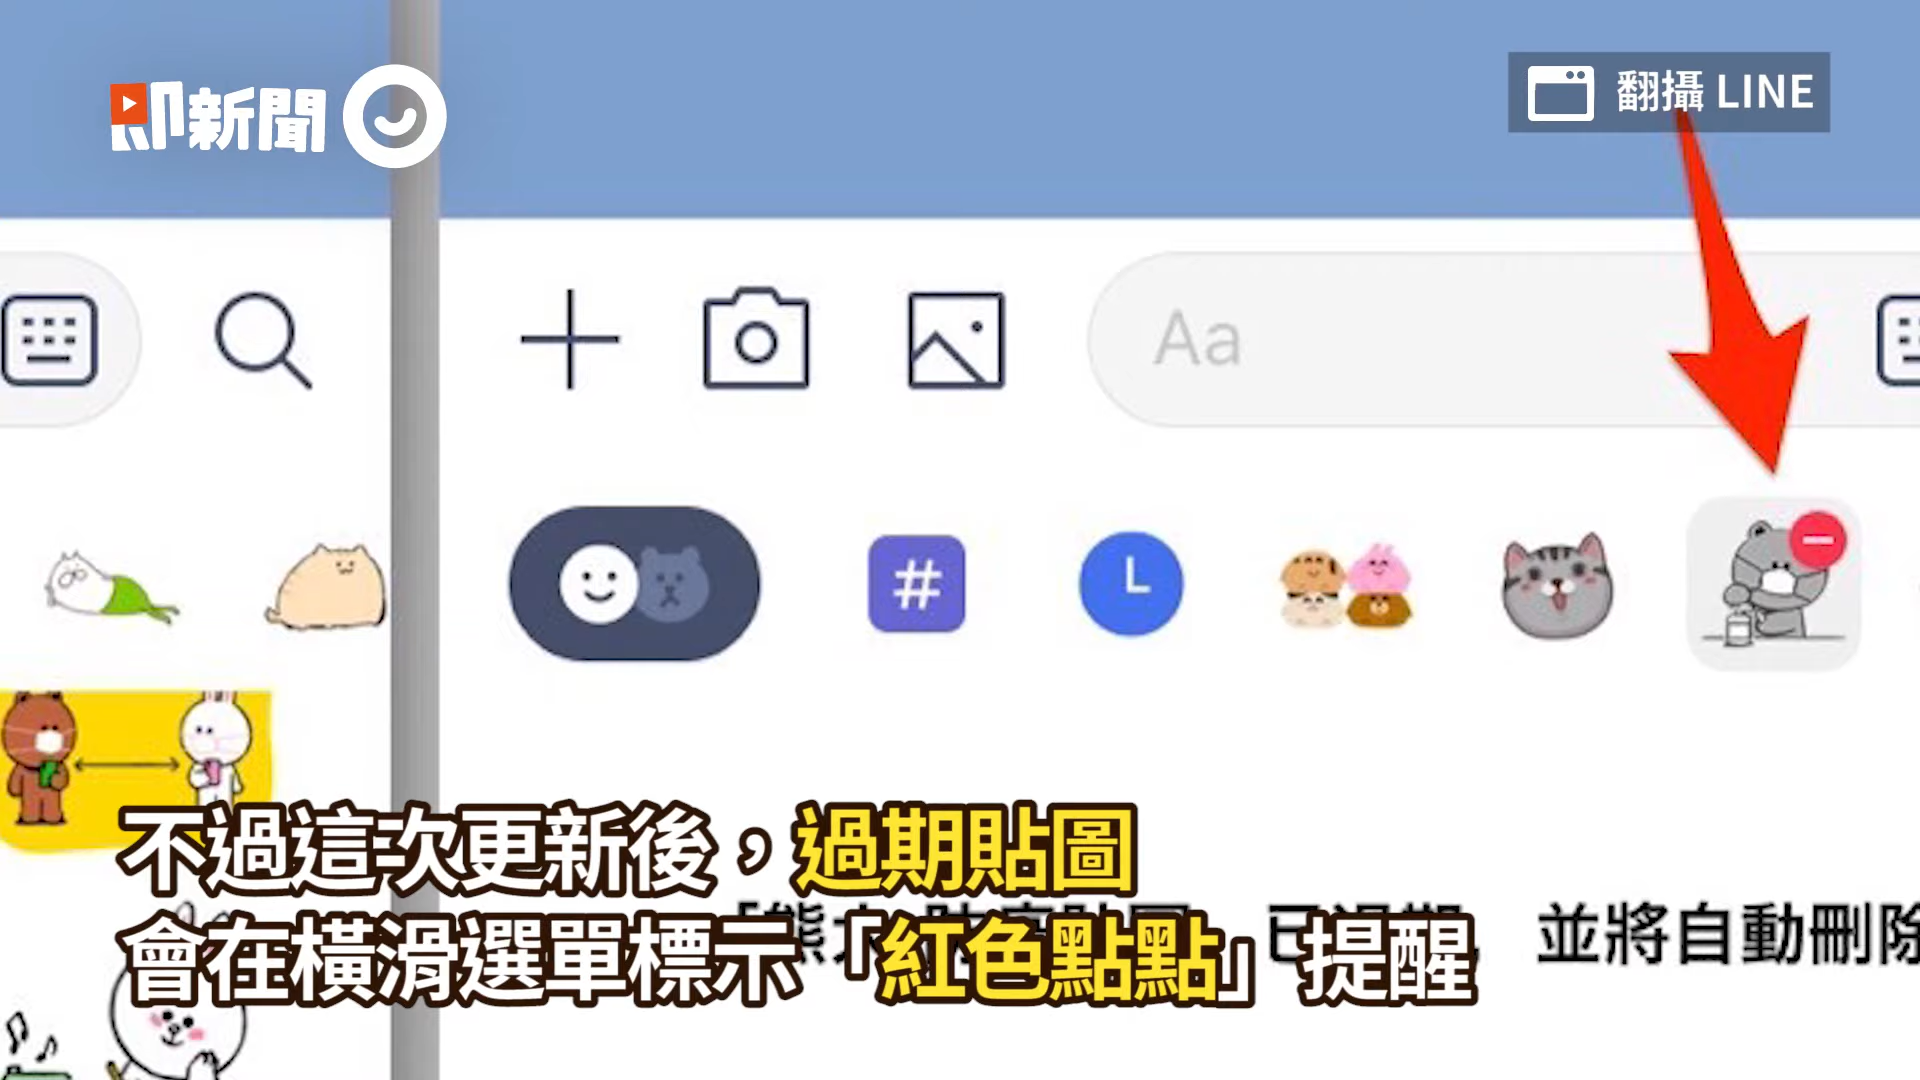 即新聞
翻攝 LINE
Aa
#
不過這次更新後，過期貼圖
並將自動刪除
會在橫滑選單標示「紅色點點」提醒